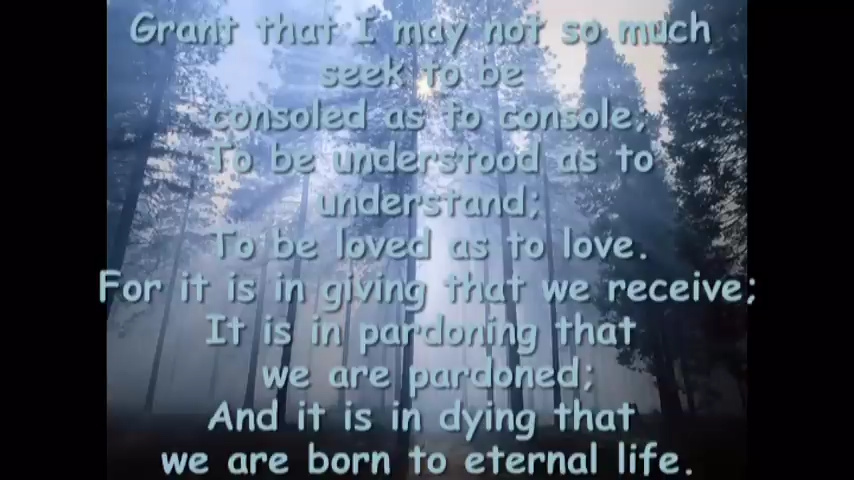 Grant that I may not so much
seek to be
consoled as to console;
To be understood as to
understand;
To be loved as to love.
For it is in giving that we receive;
It is in pardoning that
we are pardoned;
And it is in dying that
we are born to eternal life.